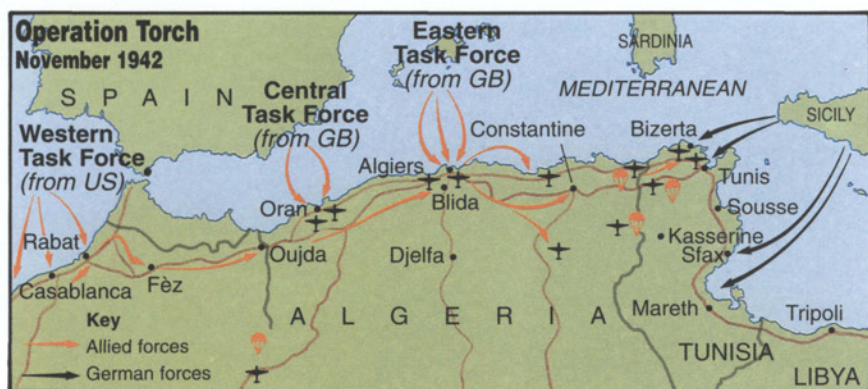 Operation Torch
November 1942
Eastern
Task Force
(from GB)
SARDINIA
S P A I N
Central
Task Force
(from GB)
MEDITERRANEAN
SICILY
Western
Task Force
(from US)
Constantine
Bizerta
Algiers
Tunis
Blida
Oran
Sousse
Rabat
Oujda
Djelfa
Kasserine
Sfax
Casablanca
Fèz
Mareth
Tripoli
A L G E R I A
Key
Allied forces
German forces
TUNISIA
LIBYA